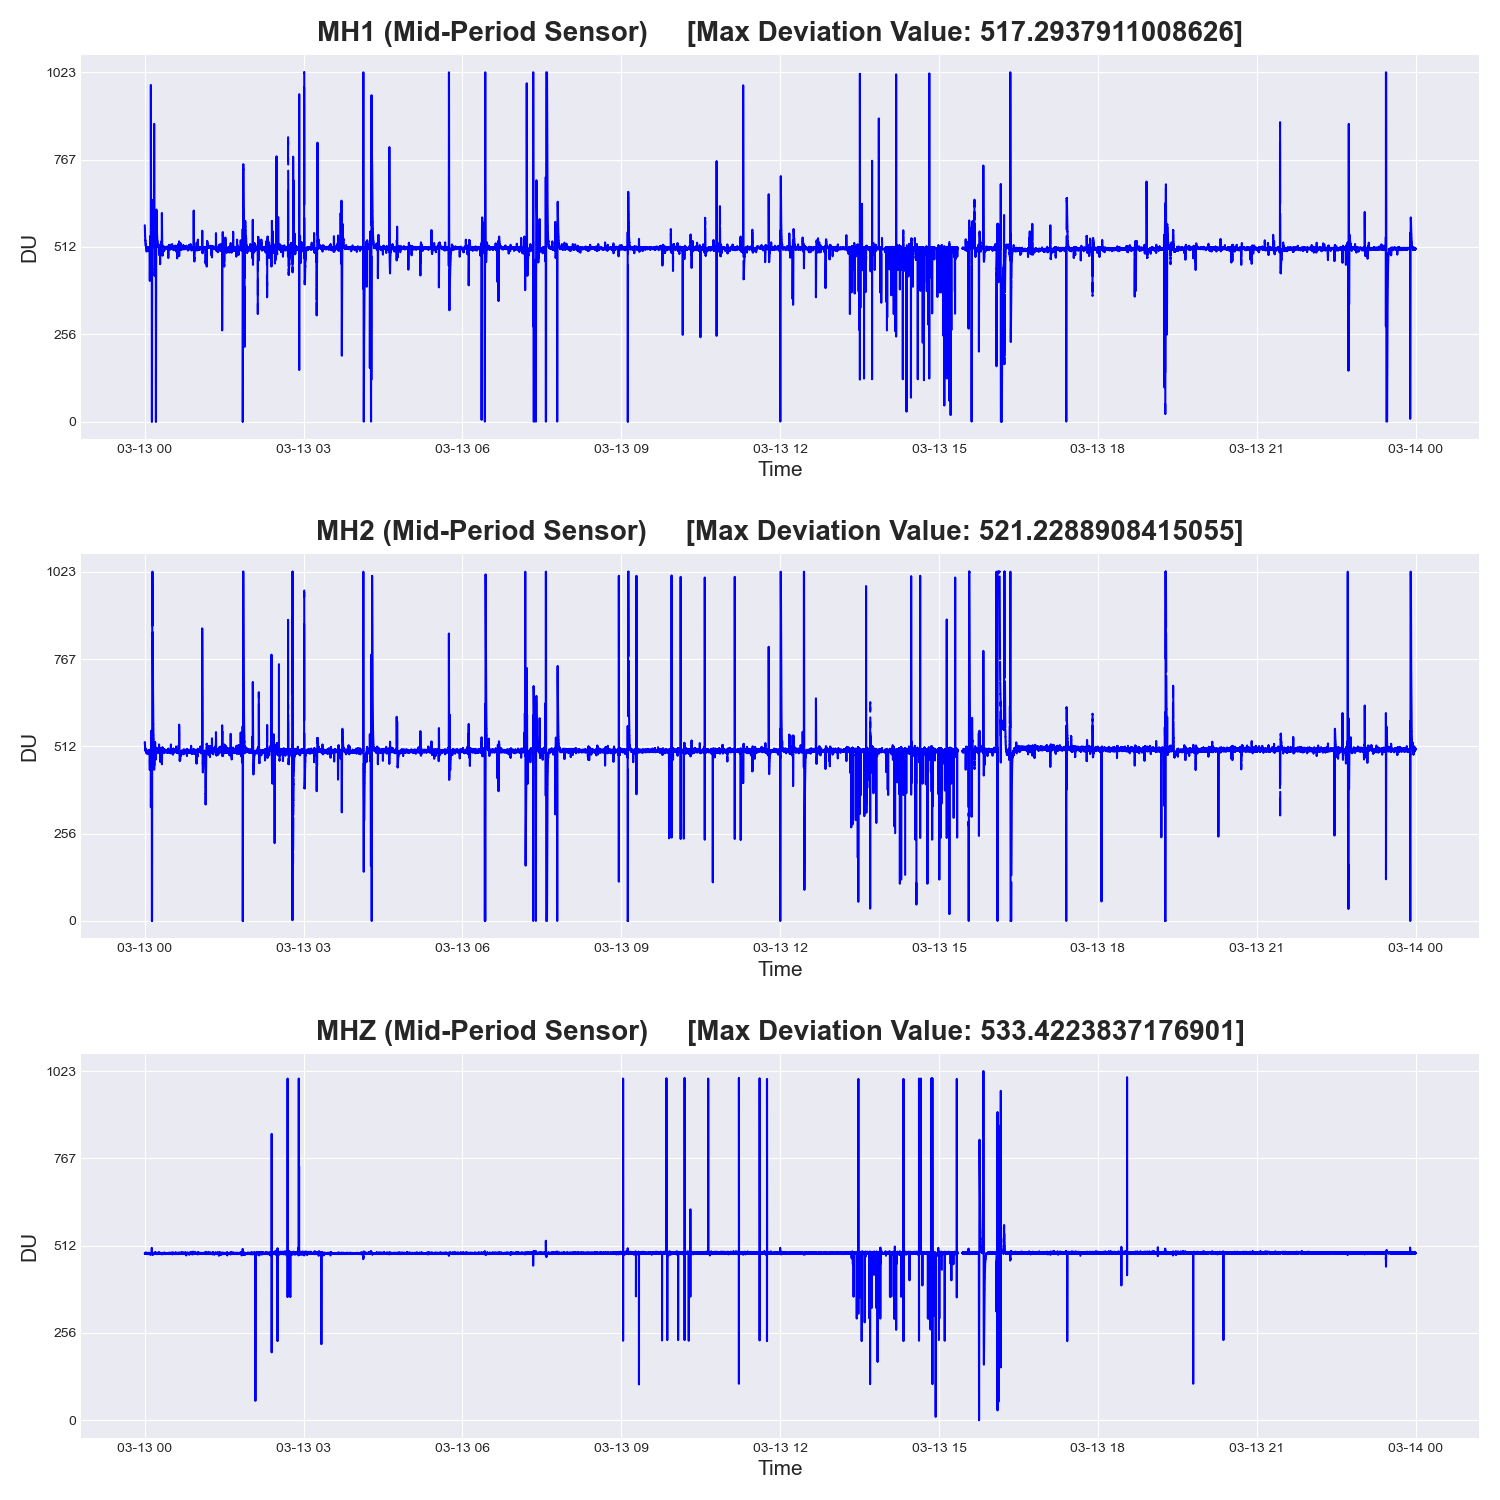 MH1 (Mid-Period Sensor) [Max Deviation Value: 517.2937911008626]
1023
767
512
256
0
DU
03-13 00 03-13 03 03-13 06 03-13 09 03-13 12 03-13 15 03-13 18 03-13 21 03-14 00
Time
MH2 (Mid-Period Sensor) [Max Deviation Value: 521.2288908415055]
1023
767
512
256
0
DU
03-13 00 03-13 03 03-13 06 03-13 09 03-13 12 03-13 15 03-13 18 03-13 21 03-14 00
Time
MHZ (Mid-Period Sensor) [Max Deviation Value: 533.4223837176901]
1023
767
512
256
0
DU
03-13 00 03-13 03 03-13 06 03-13 09 03-13 12 03-13 15 03-13 18 03-13 21 03-14 00
Time